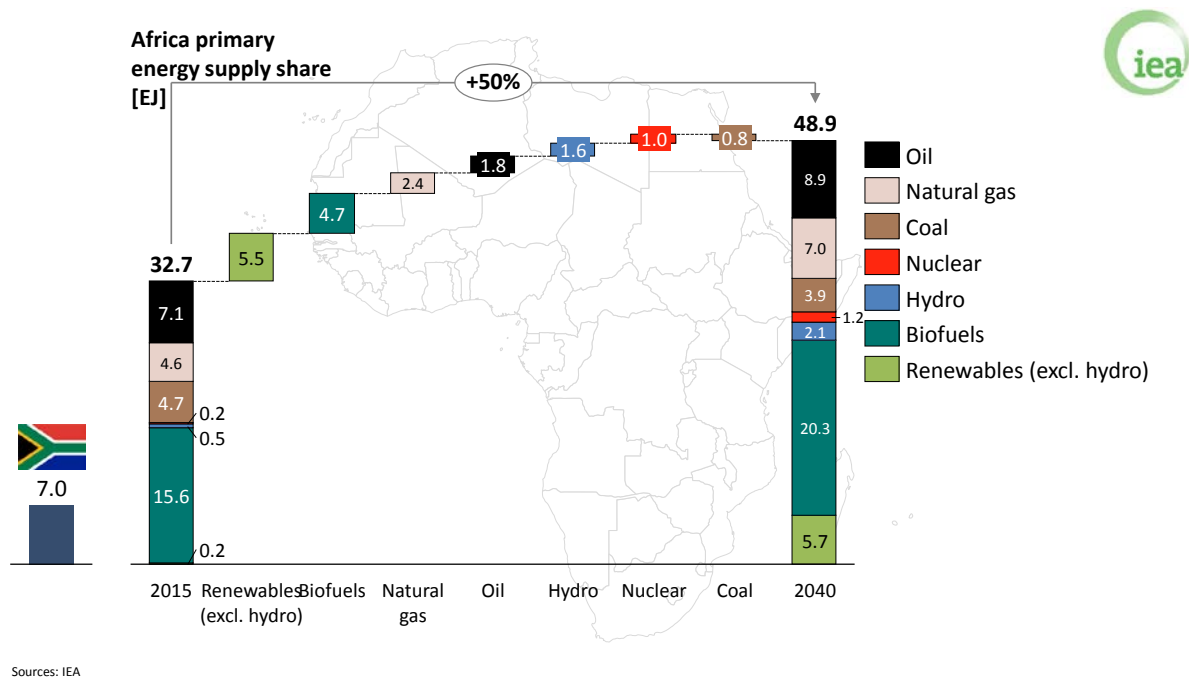 Africa primary
energy supply share
[EJ]
+50%
iea
48.9
1.0
0.8
1.6
1.8
2.4
4.7
5.5
32.7
7.1
4.6
4.7
0.2
0.5
15.6
0.2
7.0
8.9
7.0
3.9
1.2
2.1
20.3
5.7
Oil
Natural gas
Coal
Nuclear
Hydro
Biofuels
Renewables (excl. hydro)
2015
Renewables
(excl. hydro)
Biofuels
Natural
gas
Oil
Hydro
Nuclear
Coal
2040
Sources: IEA